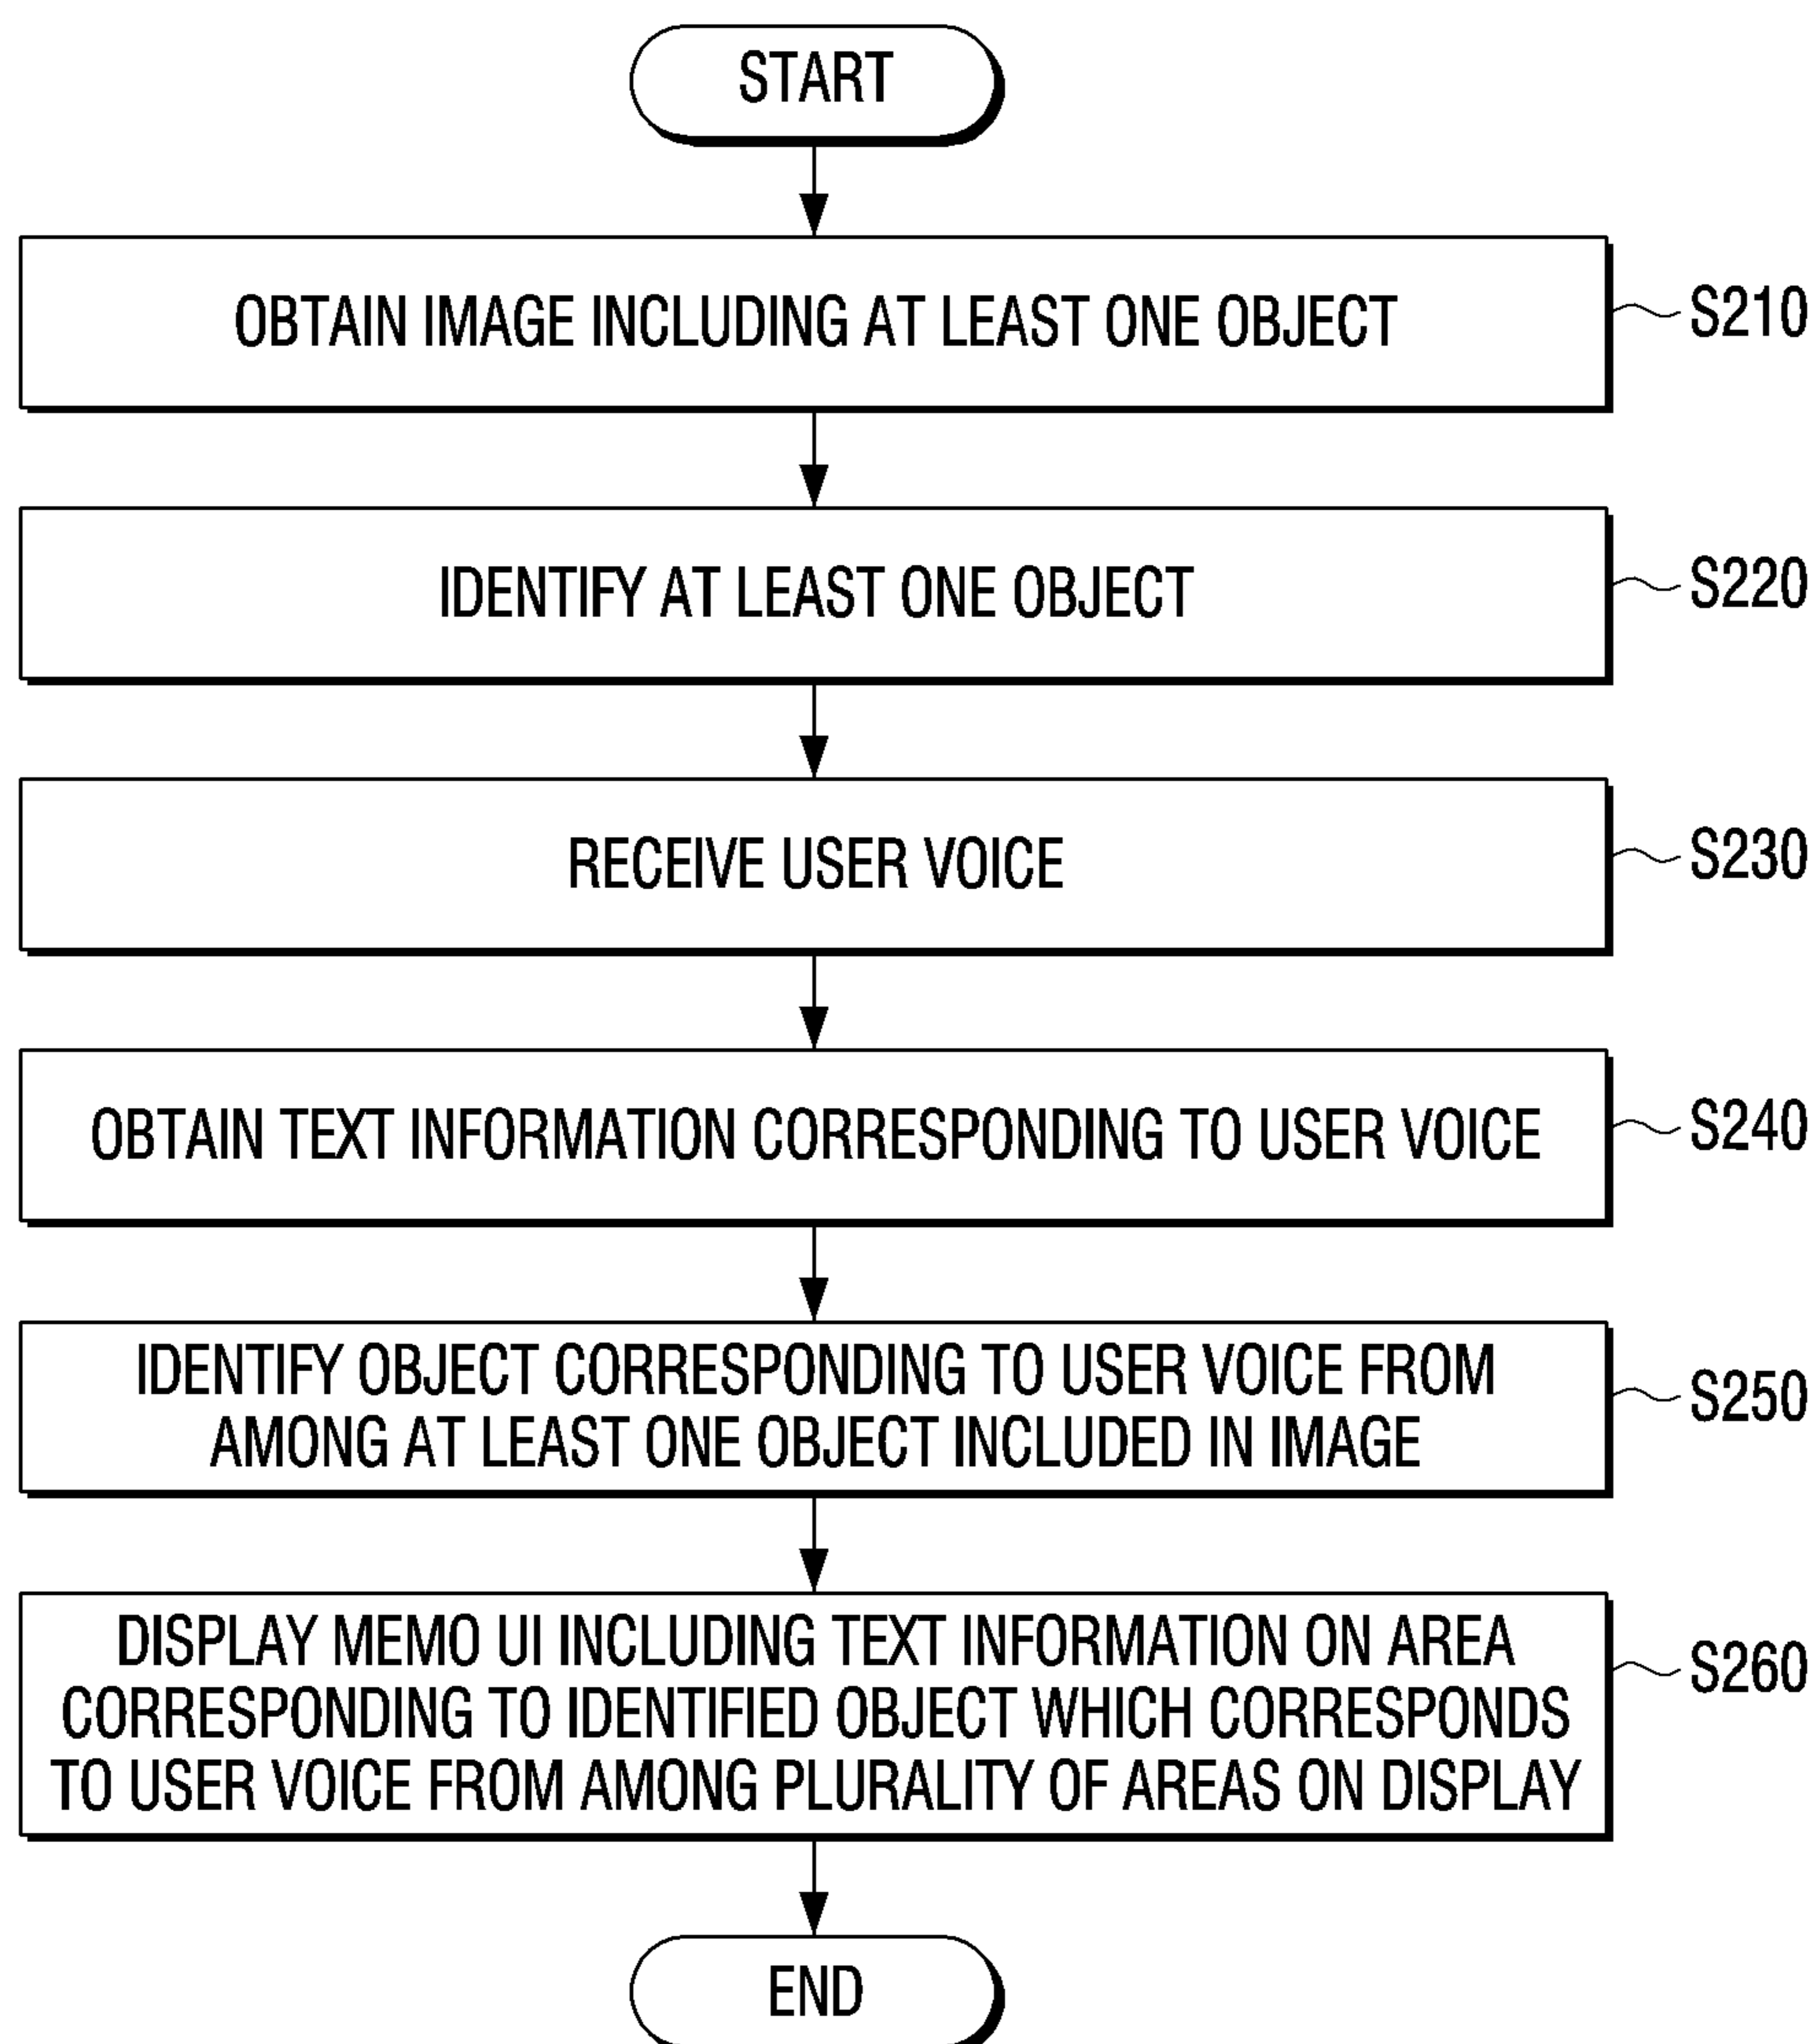 START
OBTAIN IMAGE INCLUDING AT LEAST ONE OBJECT
S210
IDENTIFY AT LEAST ONE OBJECT
S220
RECEIVE USER VOICE
S230
OBTAIN TEXT INFORMATION CORRESPONDING TO USER VOICE
S240
IDENTIFY OBJECT CORRESPONDING TO USER VOICE FROM
AMONG AT LEAST ONE OBJECT INCLUDED IN IMAGE
S250
DISPLAY MEMO UI INCLUDING TEXT INFORMATION ON AREA
CORRESPONDING TO IDENTIFIED OBJECT WHICH CORRESPONDS
TO USER VOICE FROM AMONG PLURALITY OF AREAS ON DISPLAY
S260
END